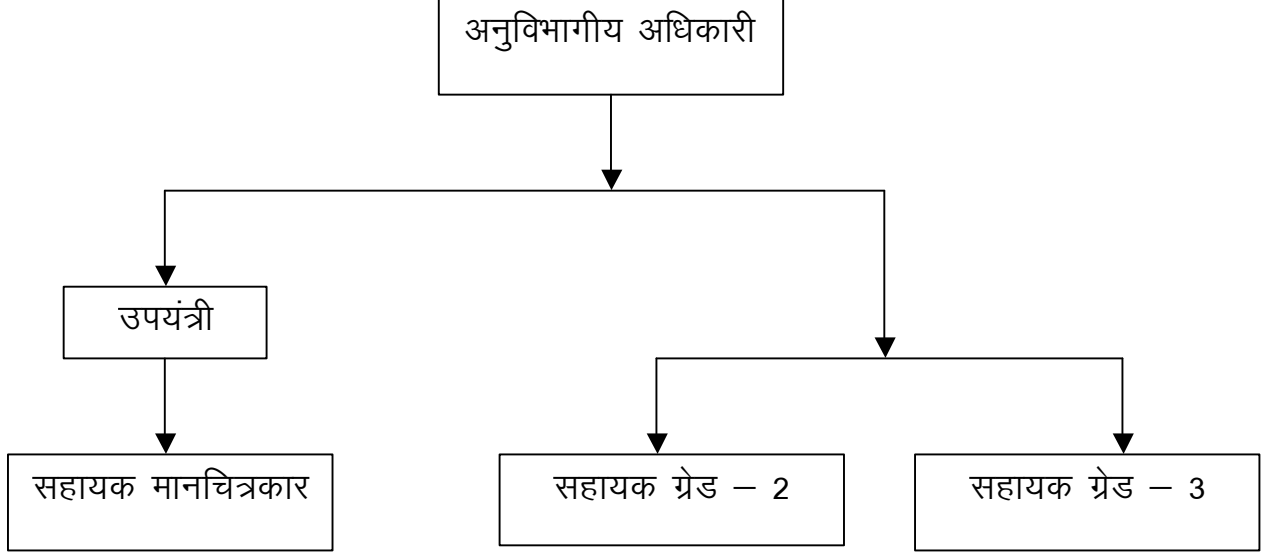 अनुविभागीय अधिकारी
उपयंत्री
सहायक मानचित्रकार
सहायक ग्रेड – 2
सहायक ग्रेड – 3